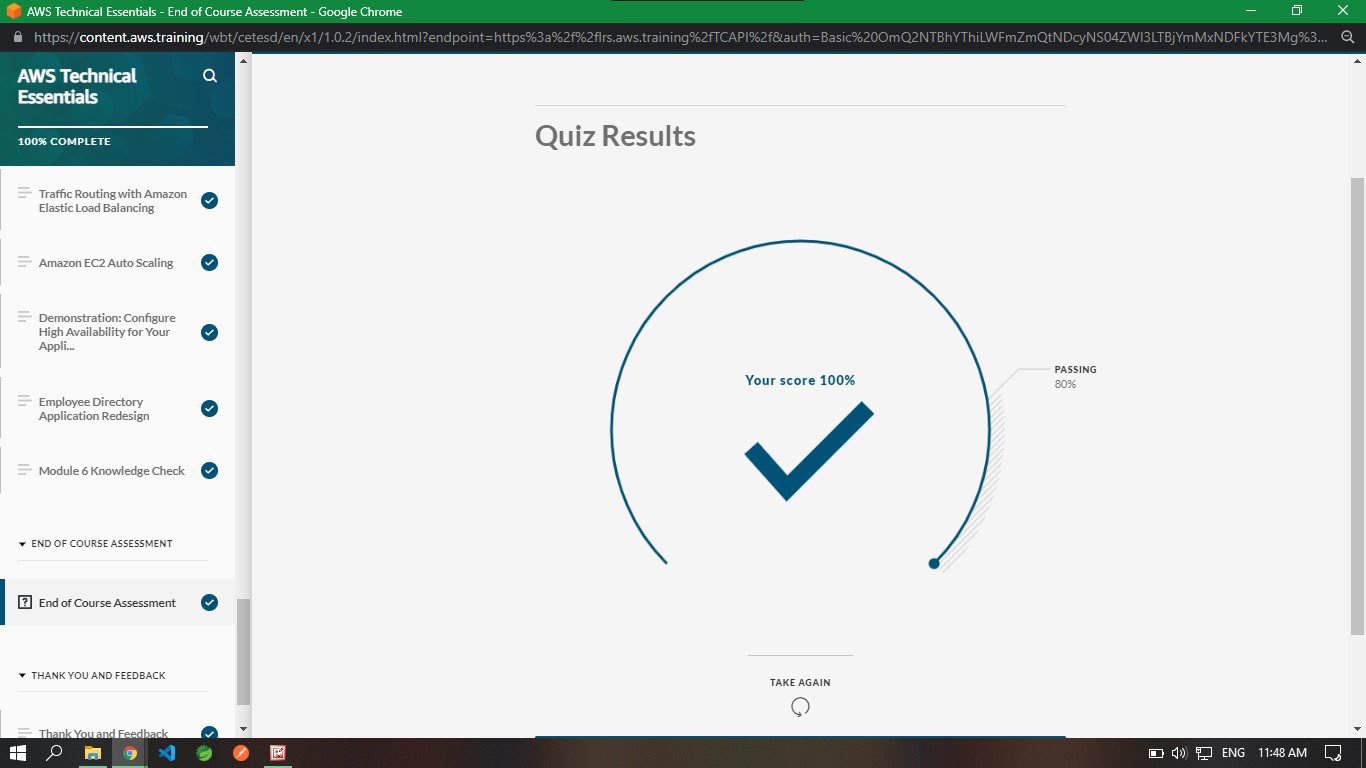 AWS Technical Essentials - End of Course Assessment - Google Chrome
https://content.aws.training/wbt/cetesd/en/x1/1.0.2/index.html?endpoint=https%3a%2f%2flrs.aws.training%2fTCAPI%2f&auth=Basic%20OmQ2NTBhYThiLWFmZmQtNDcyNS04ZWI3LTBjYmMxNDFkYTE3Mg%3...
AWS Technical
Essentials
100% COMPLETE
Traffic Routing with Amazon
Elastic Load Balancing
Amazon EC2 Auto Scaling
Demonstration: Configure
High Availability for Your
Appli...
Employee Directory
Application Redesign
Module 6 Knowledge Check
END OF COURSE ASSESSMENT
End of Course Assessment
THANK YOU AND FEEDBACK
Thank You and Feedback
Quiz Results
Your score 100%
PASSING
80%
TAKE AGAIN
ENG
11:48 AM